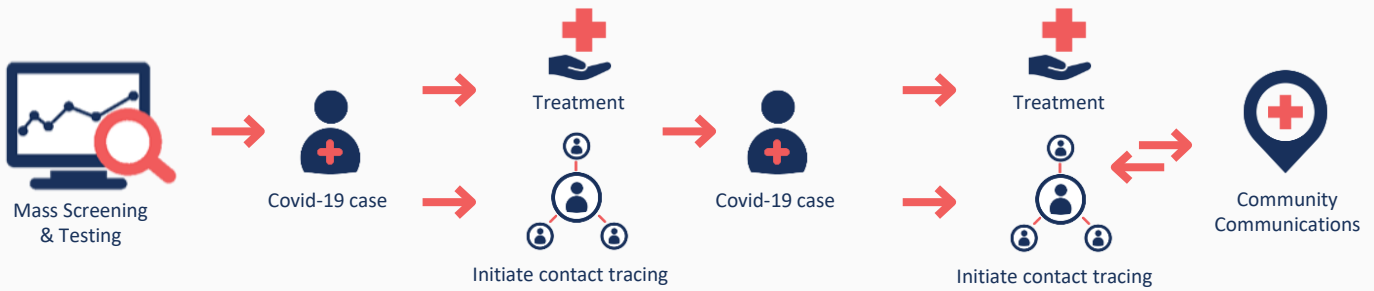 Mass Screening
& Testing
Covid-19 case
Treatment
Initiate contact tracing
Covid-19 case
Treatment
Initiate contact tracing
Community
Communications